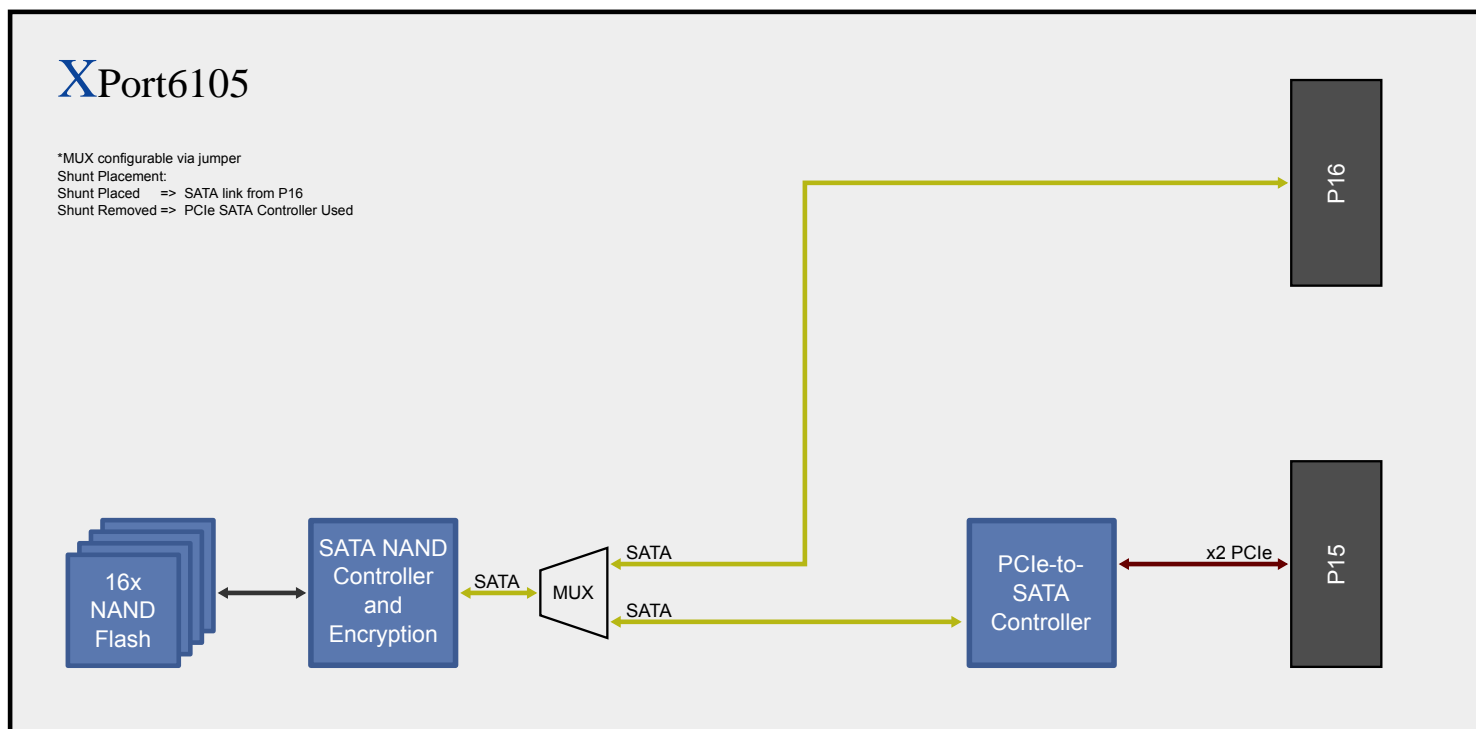 XPort6105
*MUX configurable via jumper
Shunt Placement:
Shunt Placed => SATA link from P16
Shunt Removed => PCIe SATA Controller Used
P16
16x
NAND
Flash
SATA NAND
Controller
and
Encryption
SATA
MUX
SATA
SATA
PCIe-to-
SATA
Controller
x2 PCIe
P15